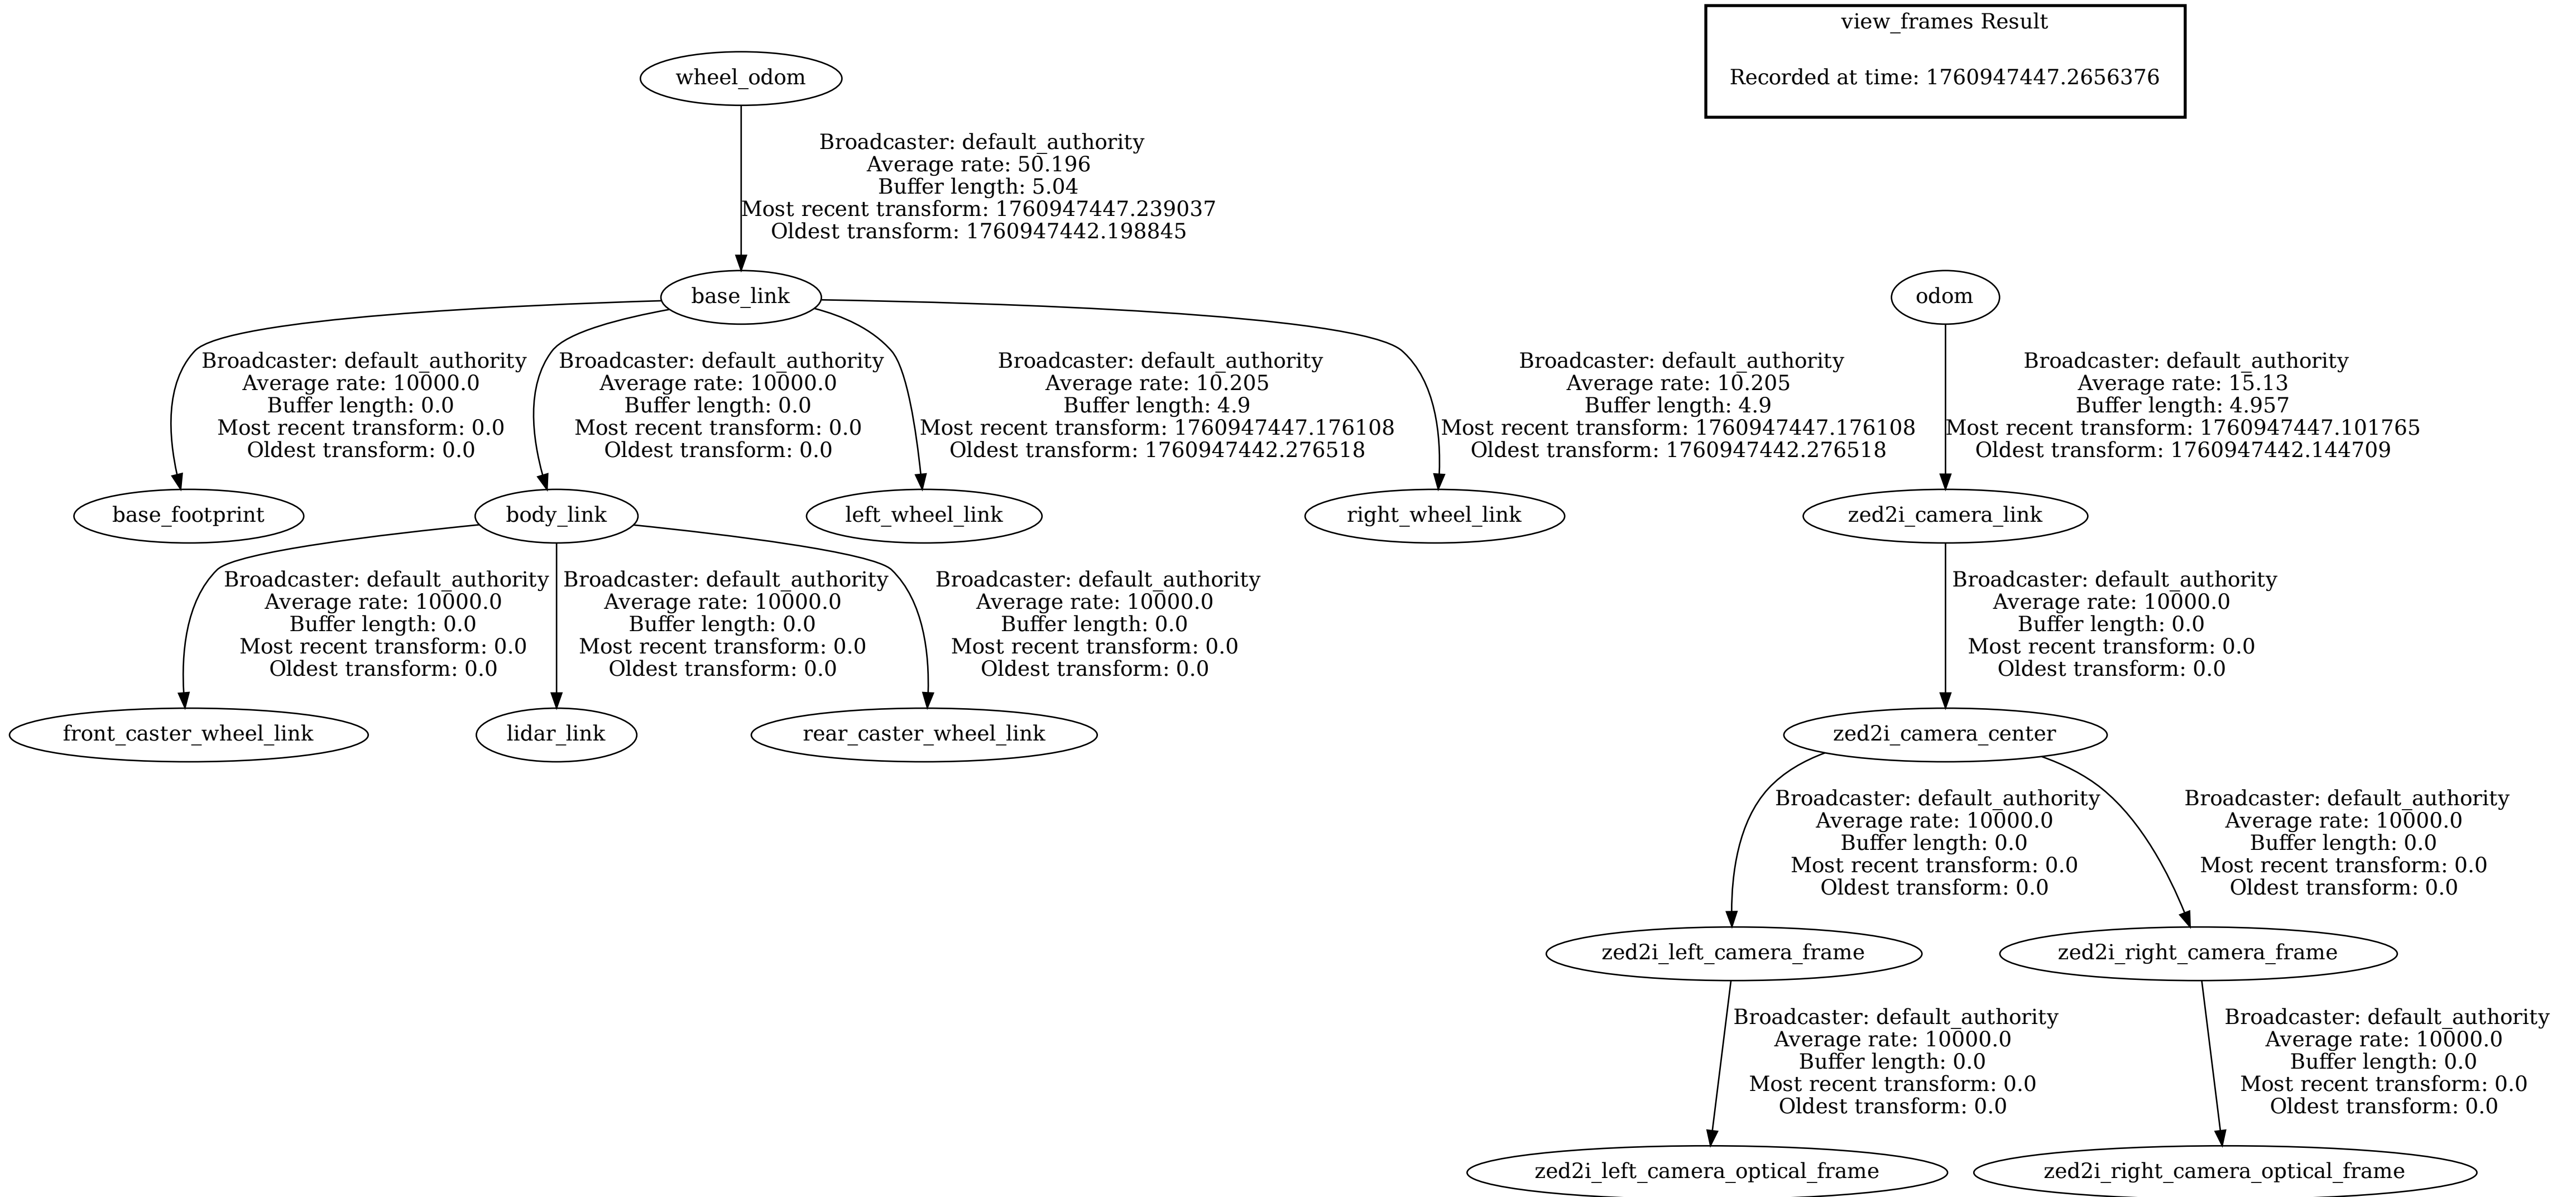 view_frames Result
Recorded at time: 1760947447.2656376
wheel_odom
Broadcaster: default_authority
Average rate: 50.196
Buffer length: 5.04
Most recent transform: 1760947447.239037
Oldest transform: 1760947442.198845
base_link
odom
Broadcaster: default_authority
Average rate: 10000.0
Buffer length: 0.0
Most recent transform: 0.0
Oldest transform: 0.0
Broadcaster: default_authority
Average rate: 10000.0
Buffer length: 0.0
Most recent transform: 0.0
Oldest transform: 0.0
Broadcaster: default_authority
Average rate: 10.205
Buffer length: 4.9
Most recent transform: 1760947447.176108
Oldest transform: 1760947442.276518
Broadcaster: default_authority
Average rate: 10.205
Buffer length: 4.9
Most recent transform: 1760947447.176108
Oldest transform: 1760947442.276518
Broadcaster: default_authority
Average rate: 15.13
Buffer length: 4.957
Most recent transform: 1760947447.101765
Oldest transform: 1760947442.144709
base_footprint
body_link
left_wheel_link
right_wheel_link
zed2i_camera_link
Broadcaster: default_authority
Average rate: 10000.0
Buffer length: 0.0
Most recent transform: 0.0
Oldest transform: 0.0
Broadcaster: default_authority
Average rate: 10000.0
Buffer length: 0.0
Most recent transform: 0.0
Oldest transform: 0.0
Broadcaster: default_authority
Average rate: 10000.0
Buffer length: 0.0
Most recent transform: 0.0
Oldest transform: 0.0
Broadcaster: default_authority
Average rate: 10000.0
Buffer length: 0.0
Most recent transform: 0.0
Oldest transform: 0.0
front_caster_wheel_link
lidar_link
rear_caster_wheel_link
zed2i_camera_center
Broadcaster: default_authority
Average rate: 10000.0
Buffer length: 0.0
Most recent transform: 0.0
Oldest transform: 0.0
Broadcaster: default_authority
Average rate: 10000.0
Buffer length: 0.0
Most recent transform: 0.0
Oldest transform: 0.0
zed2i_left_camera_frame
zed2i_right_camera_frame
Broadcaster: default_authority
Average rate: 10000.0
Buffer length: 0.0
Most recent transform: 0.0
Oldest transform: 0.0
Broadcaster: default_authority
Average rate: 10000.0
Buffer length: 0.0
Most recent transform: 0.0
Oldest transform: 0.0
zed2i_left_camera_optical_frame
zed2i_right_camera_optical_frame